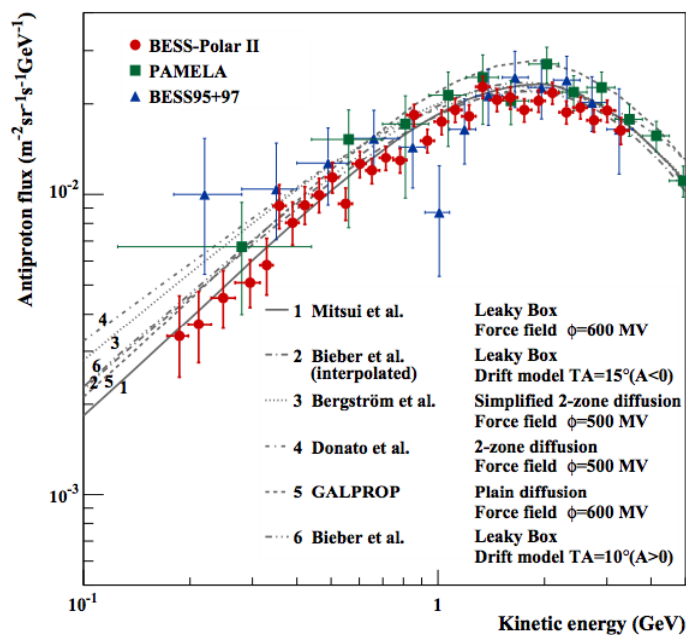 Antiproton flux (m⁻²sr⁻¹s⁻¹GeV⁻¹)
BESS-Polar II
PAMELA
BESS95+97
10⁻²
10⁻³
4
3
6
2 5 1
1 Mitsui et al. Leaky Box
Force field ϕ=600 MV
2 Bieber et al. Leaky Box
(interpolated) Drift model TA=15°(A<0)
3 Bergström et al. Simplified 2-zone diffusion
Force field ϕ=500 MV
4 Donato et al. 2-zone diffusion
Force field ϕ=500 MV
5 GALPROP Plain diffusion
Force field ϕ=600 MV
6 Bieber et al. Leaky Box
Drift model TA=10°(A>0)
10⁻¹ 1
Kinetic energy (GeV)